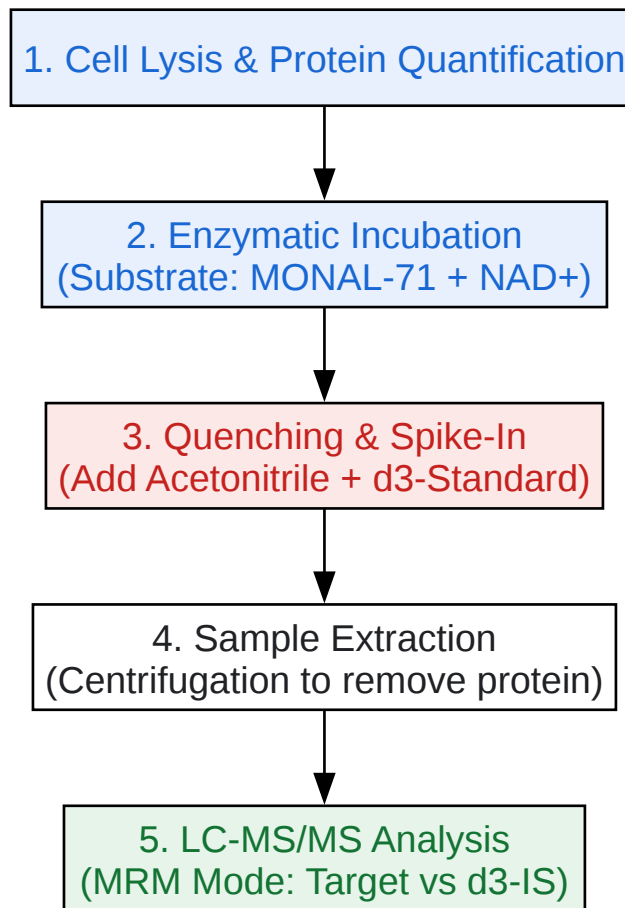 1. Cell Lysis & Protein Quantification
2. Enzymatic Incubation
(Substrate: MONAL-71 + NAD+)
3. Quenching & Spike-In
(Add Acetonitrile + d3-Standard)
4. Sample Extraction
(Centrifugation to remove protein)
5. LC-MS/MS Analysis
(MRM Mode: Target vs d3-IS)